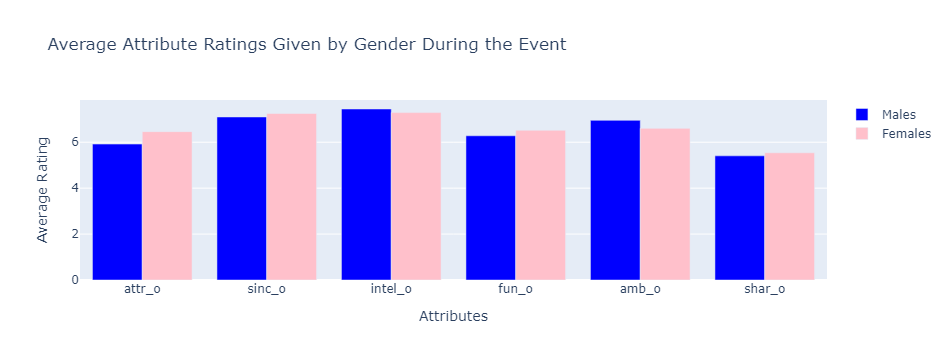 Average Attribute Ratings Given by Gender During the Event
Males
Females
Average Rating
6
4
2
0
attr_o sinc_o intel_o fun_o amb_o shar_o
Attributes